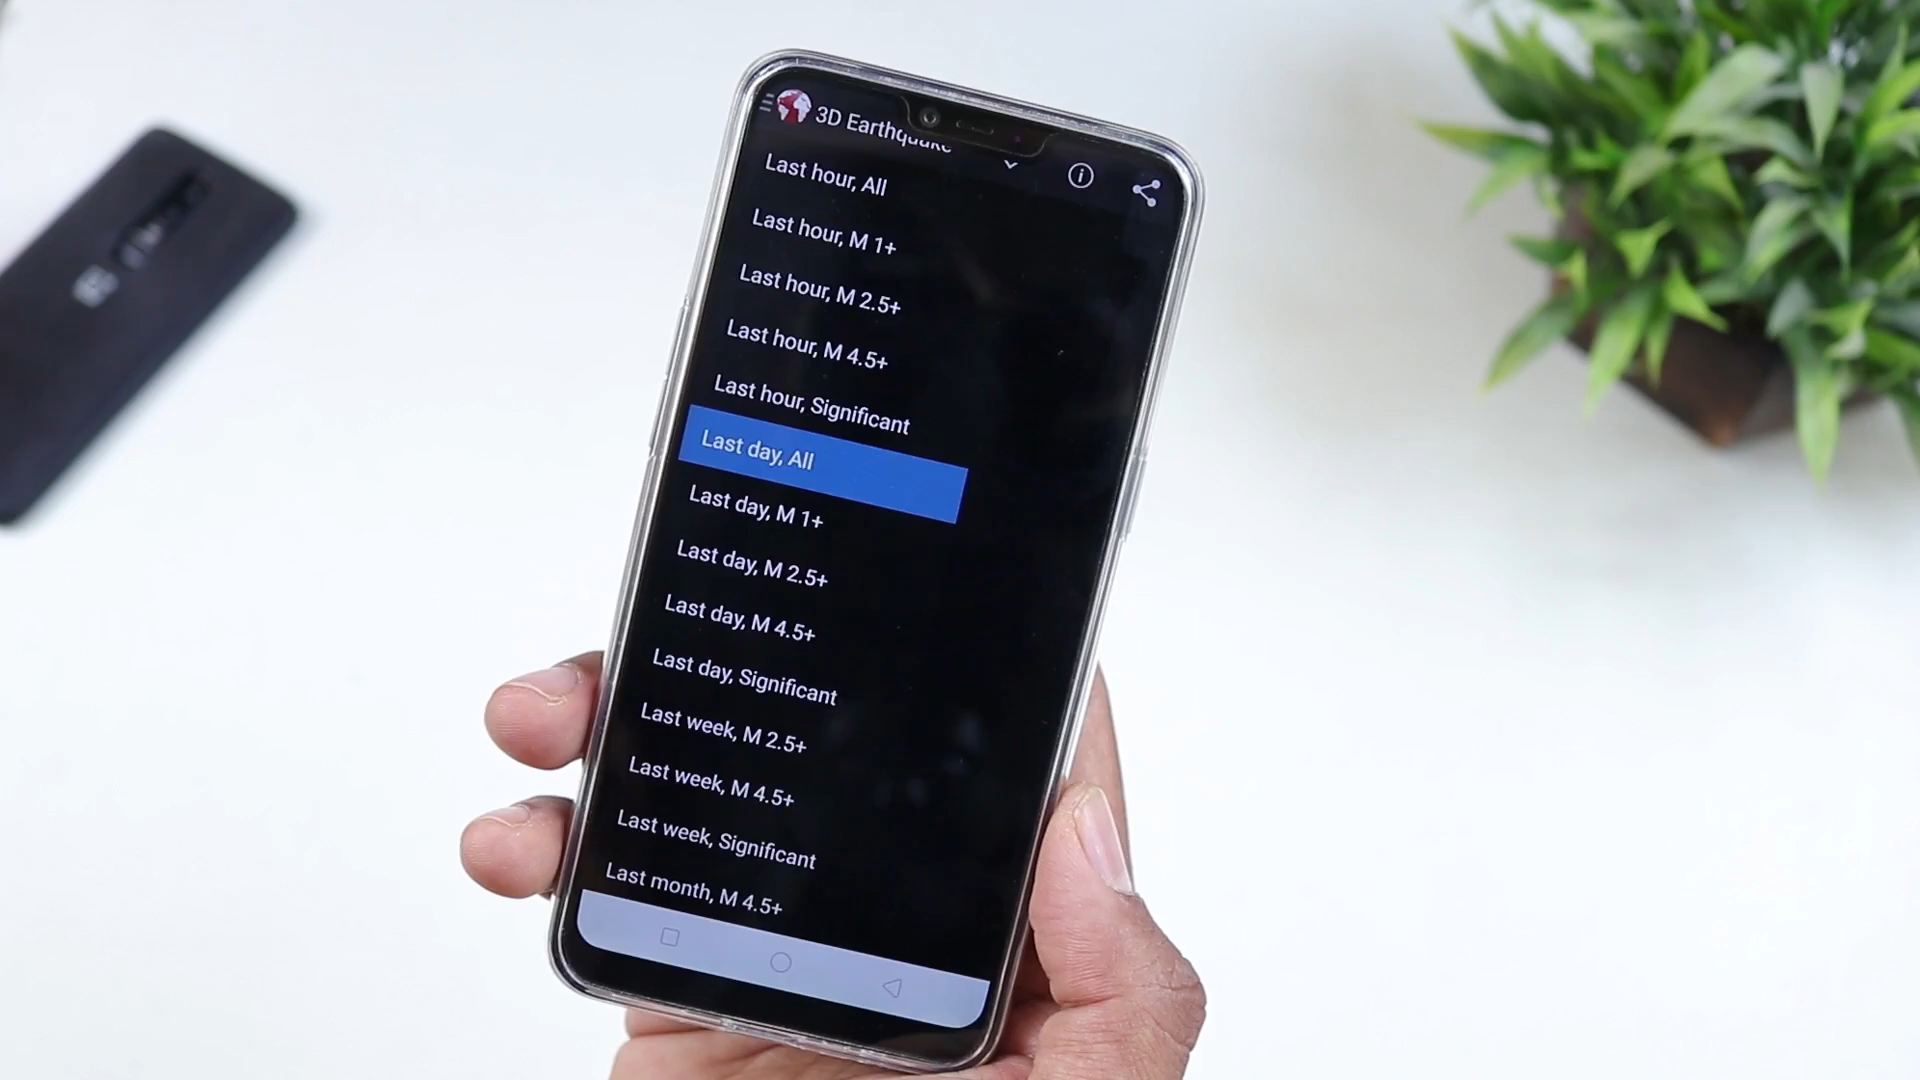 3D Earthquake
Last hour, All
Last hour, M 1+
Last hour, M 2.5+
Last hour, M 4.5+
Last hour, Significant
Last day, All
Last day, M 1+
Last day, M 2.5+
Last day, M 4.5+
Last day, Significant
Last week, M 2.5+
Last week, M 4.5+
Last week, Significant
Last month, M 4.5+